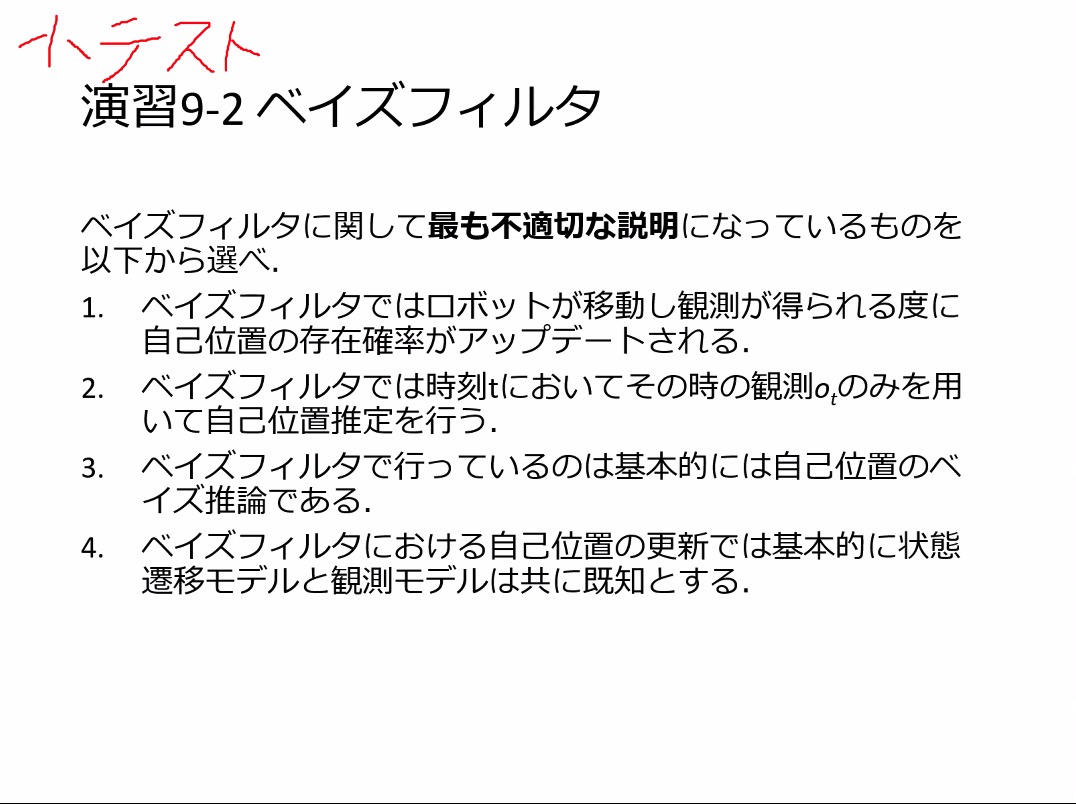 小テスト
演習9-2 ベイズフィルタ
ベイズフィルタに関して最も不適切な説明になっているものを
以下から選べ.
1. ベイズフィルタではロボットが移動し観測が得られる度に
自己位置の存在確率がアップデートされる.
2. ベイズフィルタでは時刻tにおいてその時の観測otのみを用
いて自己位置推定を行う.
3. ベイズフィルタで行っているのは基本的には自己位置のベ
イズ推論である.
4. ベイズフィルタにおける自己位置の更新では基本的に状態
遷移モデルと観測モデルは共に既知とする.